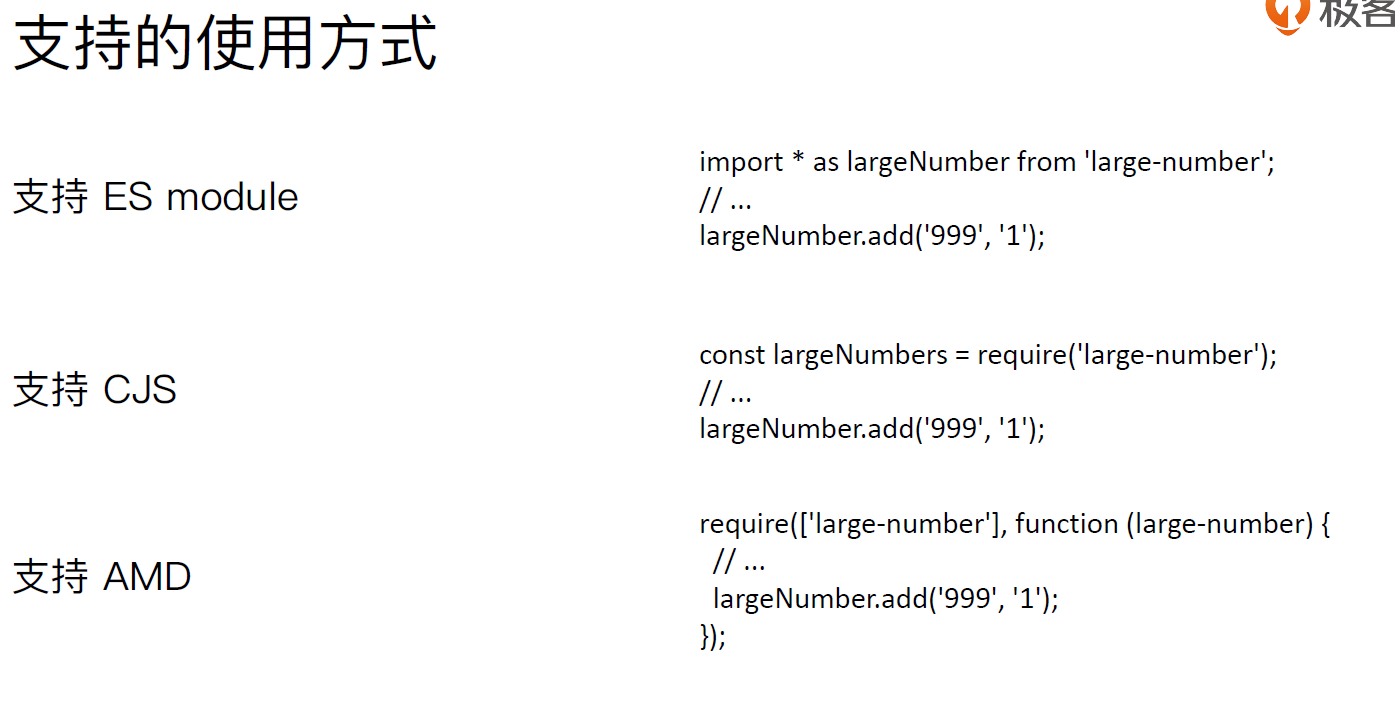 支持的使用方式
极客
支持 ES module
import * as largeNumber from 'large-number';
// ...
largeNumber.add('999', '1');
支持 CJS
const largeNumbers = require('large-number');
// ...
largeNumber.add('999', '1');
支持 AMD
require(['large-number'], function (large-number) {
// ...
largeNumber.add('999', '1');
});